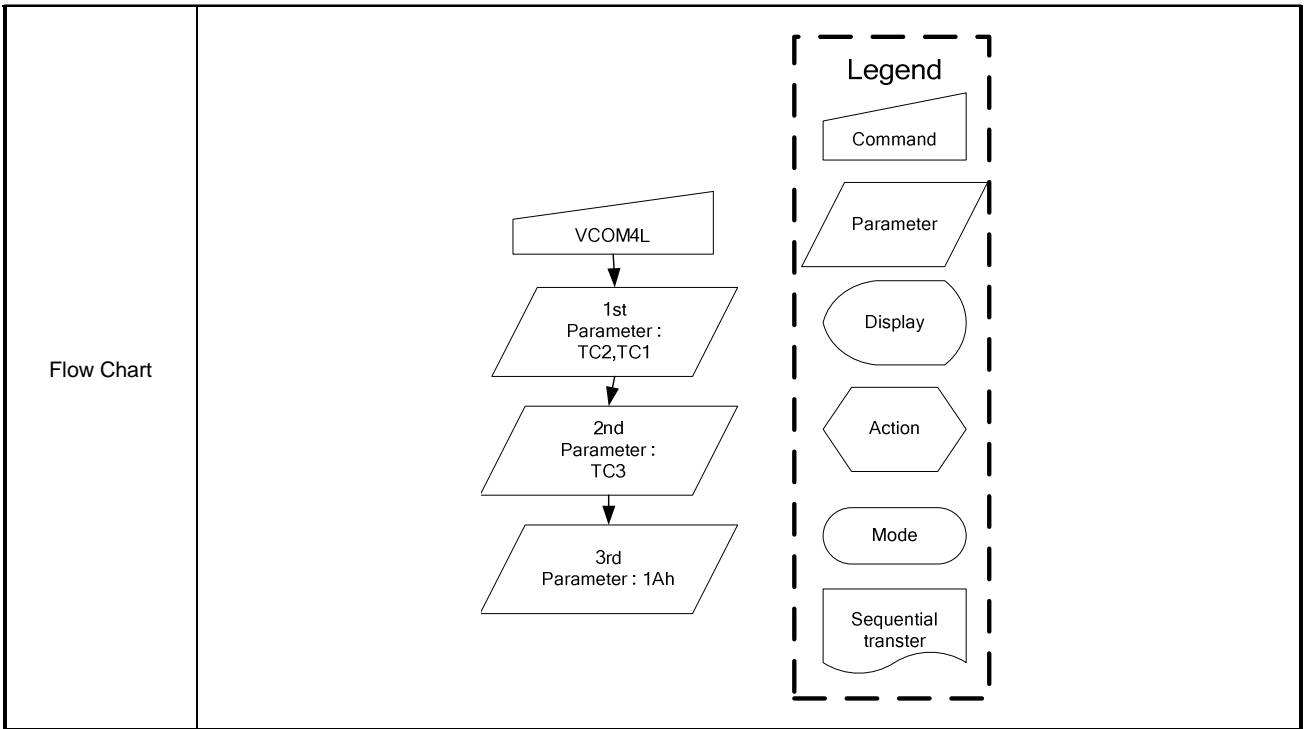 Flow Chart
VCOM4L
1st
Parameter :
TC2,TC1
2nd
Parameter :
TC3
3rd
Parameter : 1Ah
Legend
Command
Parameter
Display
Action
Mode
Sequential
transter